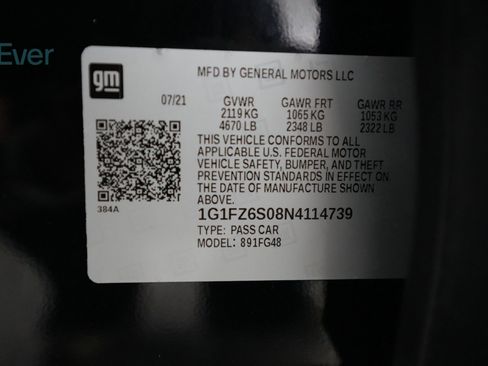 Ever
gm
MFD BY GENERAL MOTORS LLC
07/21 GVWR GAWR FRT GAWR RR
2119 KG 1065 KG 1053 KG
4670 LB 2348 LB 2322 LB
THIS VEHICLE CONFORMS TO ALL
APPLICABLE U.S. FEDERAL MOTOR
VEHICLE SAFETY, BUMPER, AND THEFT
PREVENTION STANDARDS IN EFFECT ON
THE DATE OF MANUFACTURE SHOWN
ABOVE.
384A
1G1FZ6S08N4114739
TYPE: PASS CAR
MODEL: 891FG48